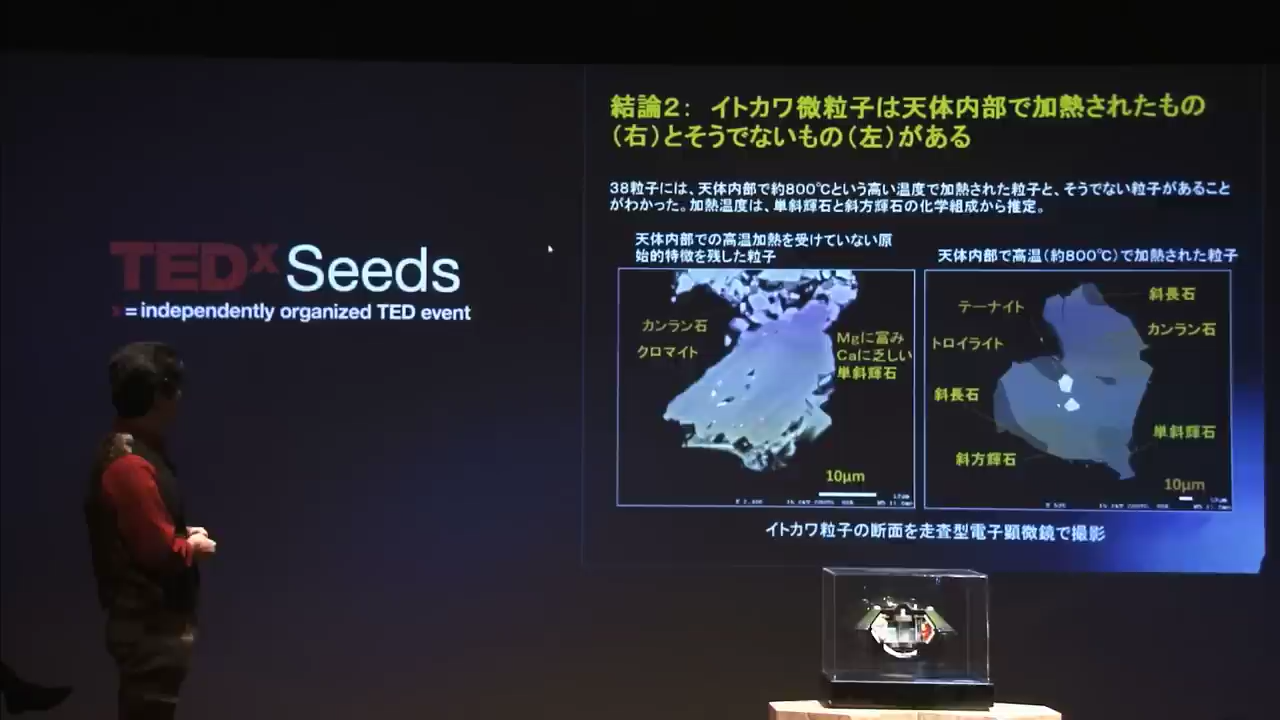 TEDxSeeds
x = independently organized TED event
結論2： イトカワ微粒子は天体内部で加熱されたもの
（右）とそうでないもの（左）がある
38粒子には、天体内部で約800℃という高い温度で加熱された粒子と、そうでない粒子があること
がわかった。加熱温度は、単斜輝石と斜方輝石の化学組成から推定。
天体内部での高温加熱を受けていない原
始的特徴を残した粒子
カンラン石
クロマイト
Mgに富み
Caに乏しい
単斜輝石
10μm
天体内部で高温（約800℃）で加熱された粒子
テーナイト
斜長石
カンラン石
トロイライト
斜長石
単斜輝石
斜方輝石
10μm
イトカワ粒子の断面を走査型電子顕微鏡で撮影